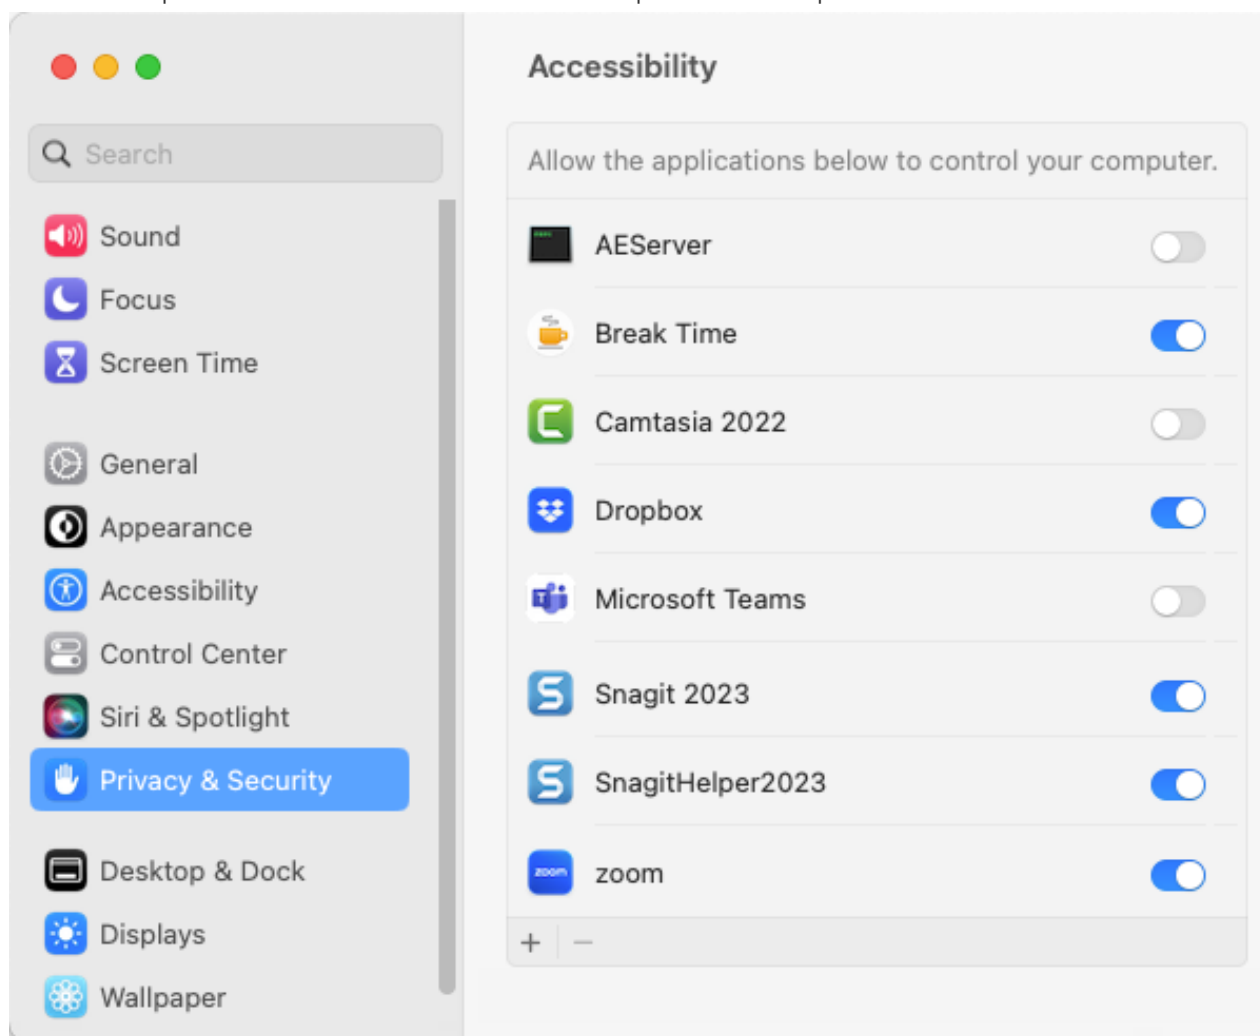 Accessibility
Search
Allow the applications below to control your computer.
Sound
Focus
Screen Time
General
Appearance
Accessibility
Control Center
Siri & Spotlight
Privacy & Security
Desktop & Dock
Displays
Wallpaper
AEServer
Break Time
Camtasia 2022
Dropbox
Microsoft Teams
Snagit 2023
SnagitHelper2023
zoom
zoom
+ −